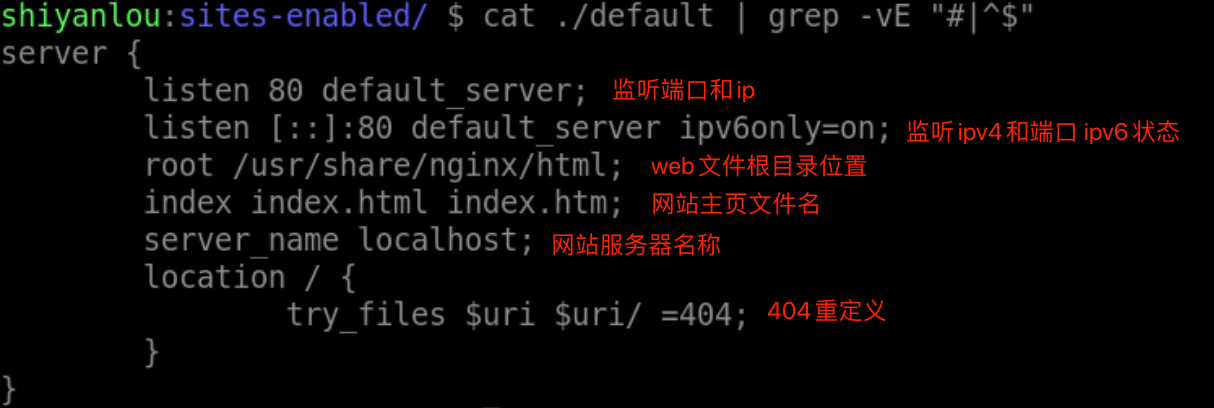 shiyanlou:sites-enabled/ $ cat ./default | grep -vE "#|^$"
server {
        listen 80 default_server; 监听端口和ip
        listen [::]:80 default_server ipv6only=on; 监听ipv4和端口 ipv6状态
        root /usr/share/nginx/html; web文件根目录位置
        index index.html index.htm; 网站主页文件名
        server_name localhost; 网站服务器名称
        location / {
                try_files $uri $uri/ =404; 404重定义
        }
}